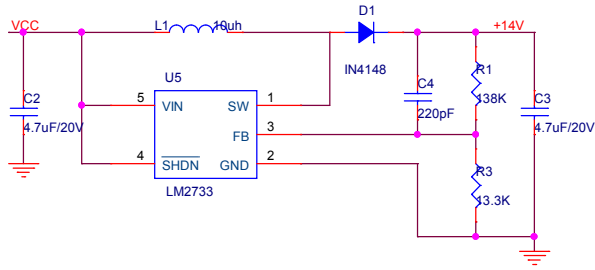 VCC
L1
10uh
D1
IN4148
+14V
U5
C2
4.7uF/20V
5
VIN
SW
1
C4
220pF
R1
138K
C3
4.7uF/20V
FB
3
4
SHDN
GND
2
R3
13.3K
LM2733